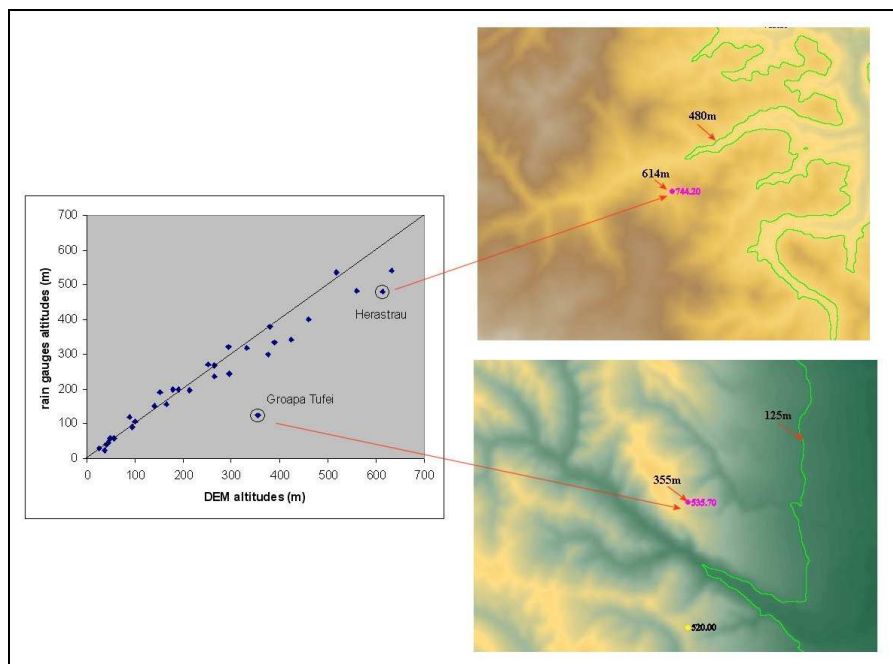 700
600
500
400
300
200
100
0
rain gauges altitudes (m)
0 100 200 300 400 500 600 700
DEM altitudes (m)
Herastrau
Groapa Tufei
480m
614m
744.20
125m
355m
535.70
520.00